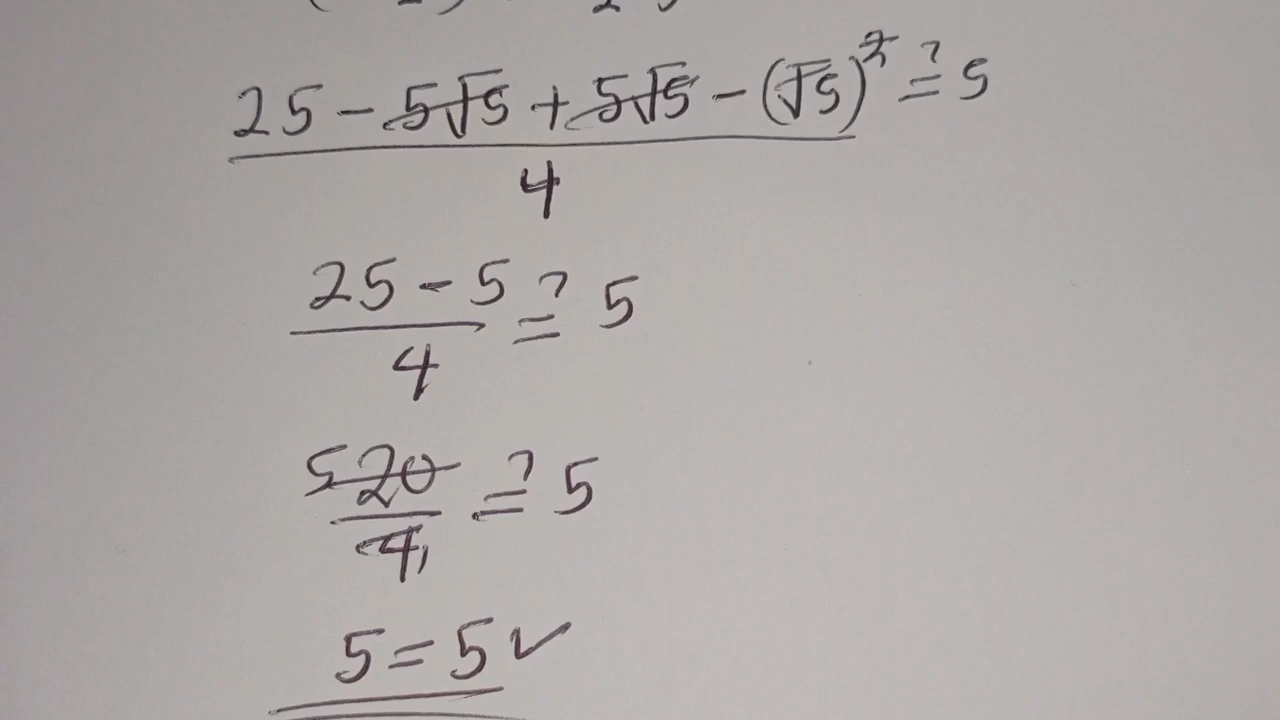 25 - 5√5 + 5√5 - (√5)² ≟ 5
4
25 - 5 ≟ 5
4
5 20 ≟ 5
4 1
5 = 5 ✓